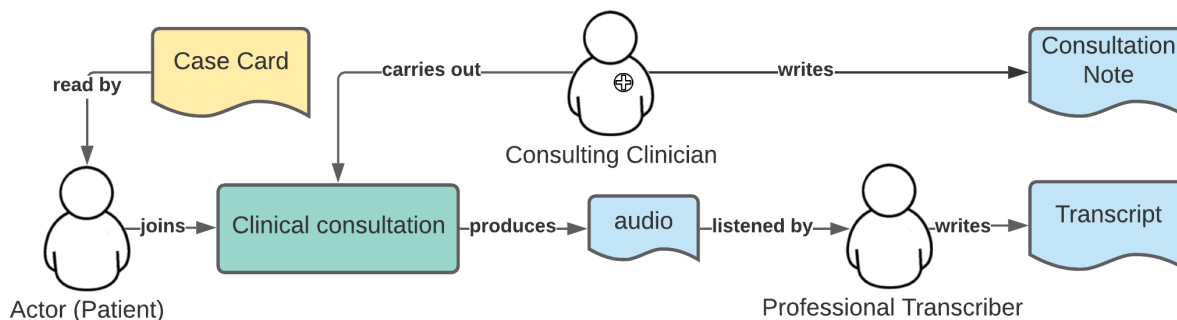 Case Card
carries out
writes
Consultation
Note
read by
Consulting Clinician
joins
Clinical consultation
produces
audio
listened by
writes
Transcript
Actor (Patient)
Professional Transcriber